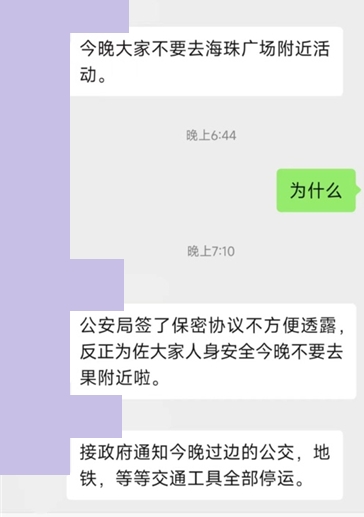 今晚大家不要去海珠广场附近活
动。
晚上6:44
为什么
晚上7:10
公安局签了保密协议不方便透露，
反正为佐大家人身安全今晚不要去
果附近啦。
接政府通知今晚过边的公交，地
铁，等等交通工具全部停运。